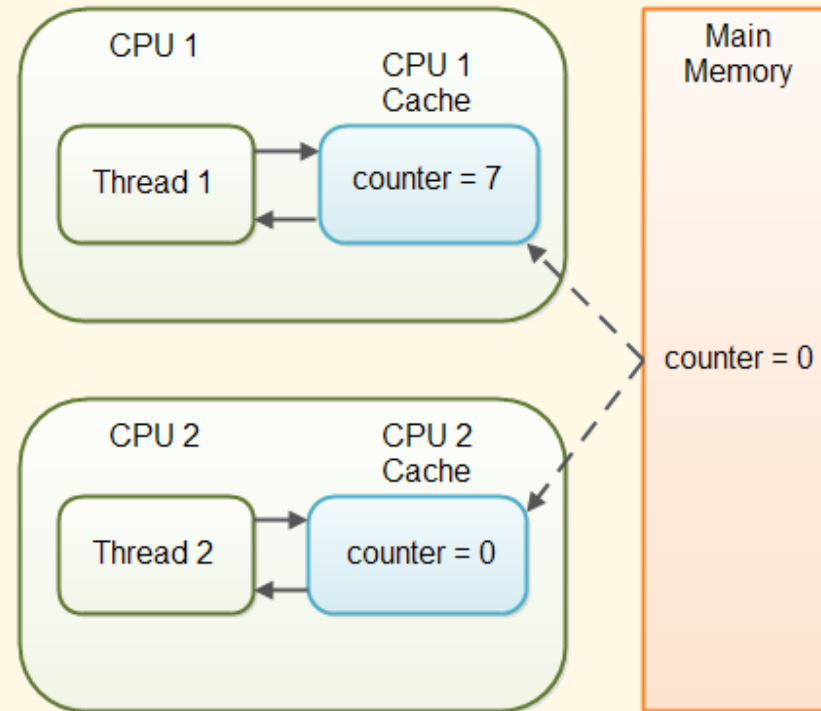 CPU 1
CPU 1
Cache
Thread 1
counter = 7
Main
Memory
counter = 0
CPU 2
CPU 2
Cache
Thread 2
counter = 0